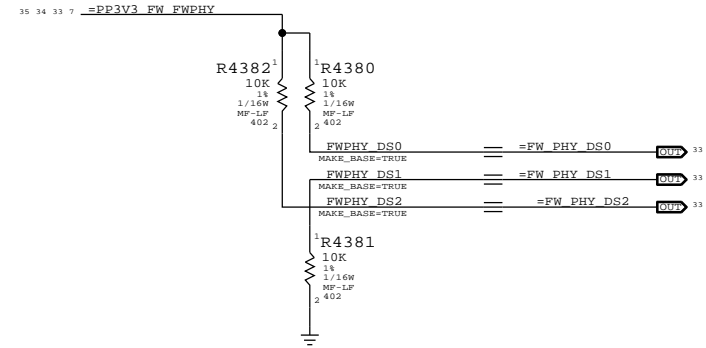 35 34 33 7 =PP3V3_FW_FWPHY
R4382 1
10K
1%
1/16W
MF-LF
402
2
1 R4380
10K
1%
1/16W
MF-LF
402
2
FWPHY_DS0 =FW_PHY_DS0 OUT 33
MAKE_BASE=TRUE
FWPHY_DS1 =FW_PHY_DS1 OUT 33
MAKE_BASE=TRUE
FWPHY_DS2 =FW_PHY_DS2 OUT 33
MAKE_BASE=TRUE
1 R4381
10K
1%
1/16W
MF-LF
402
2